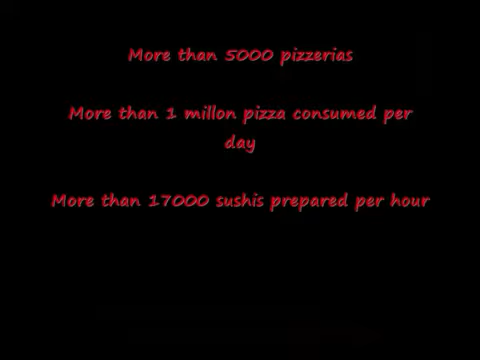 More than 5000 pizzerias
More than 1 millon pizza consumed per
day
More than 17000 sushis prepared per hour